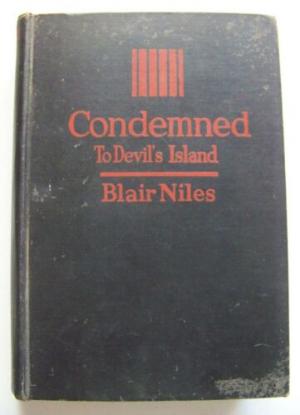 Condemned
To Devil's Island
Blair Niles